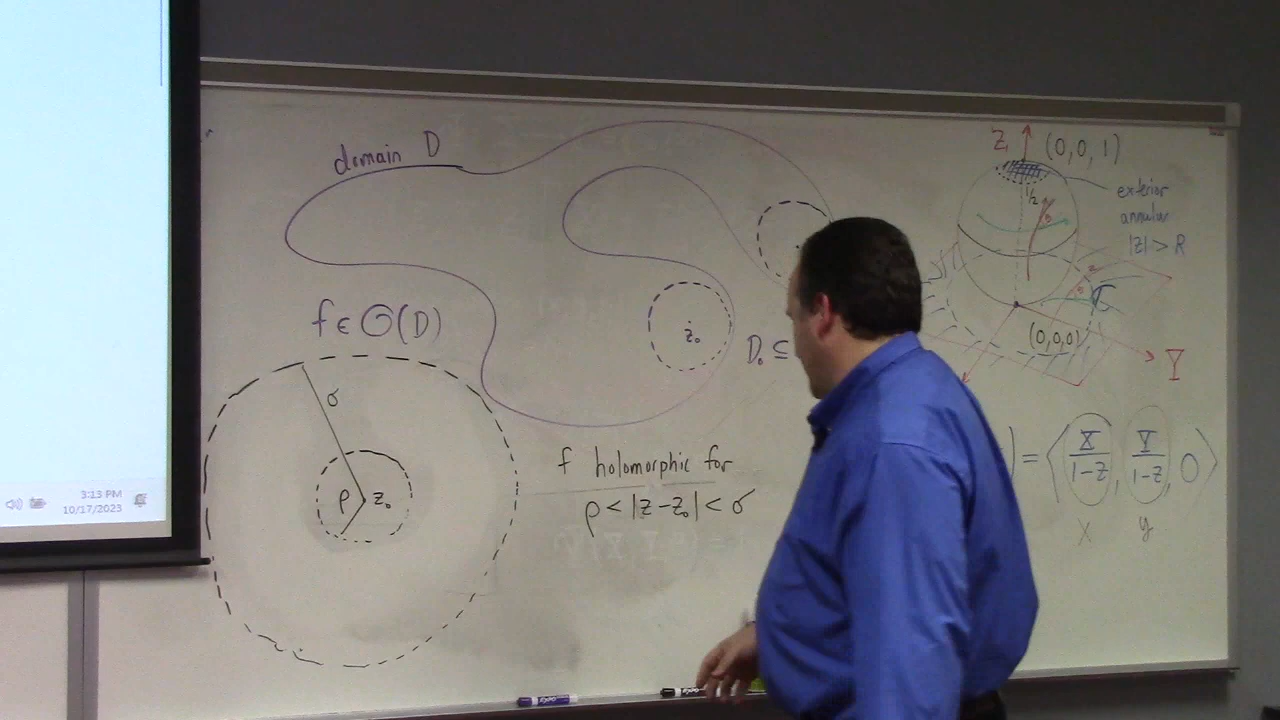 domain D
f ∈ O(D)
z₀
D₀ ⊆
σ
ρ z₀
f holomorphic for
ρ < |z - z₀| < σ
Z (0,0,1)
1/2
exterior
annular
|z| > R
ℂ
(0,0,0)
Y
) = ⟨ X/(1-Z), Y/(1-Z), 0 ⟩
x y
3:13 PM
10/17/2023